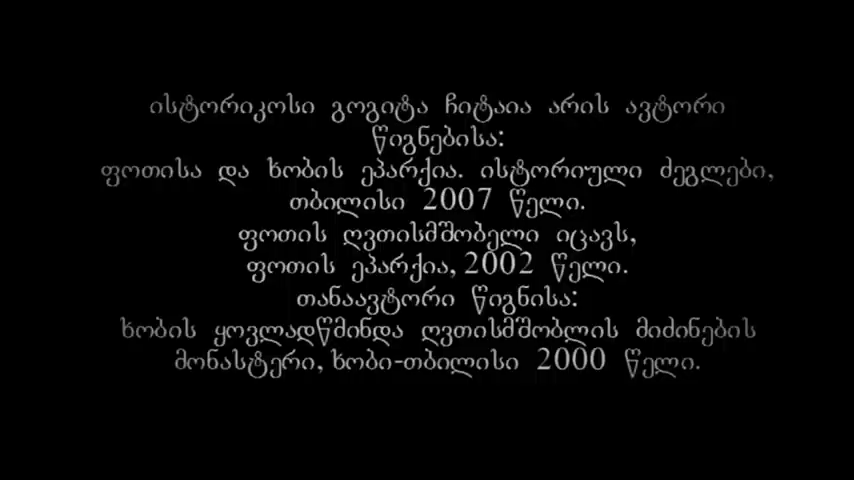 ისტორიკოსი გოგიტა ჩიტაია არის ავტორი
წიგნებისა:
ფოთისა და ხობის ეპარქია. ისტორიული ძეგლები,
თბილისი 2007 წელი.
ფოთის ღვთისმშობელი იცავს,
ფოთის ეპარქია, 2002 წელი.
თანაავტორი წიგნისა:
ხობის ყოვლადწმინდა ღვთისმშობლის მიძინების
მონასტერი, ხობი-თბილისი 2000 წელი.